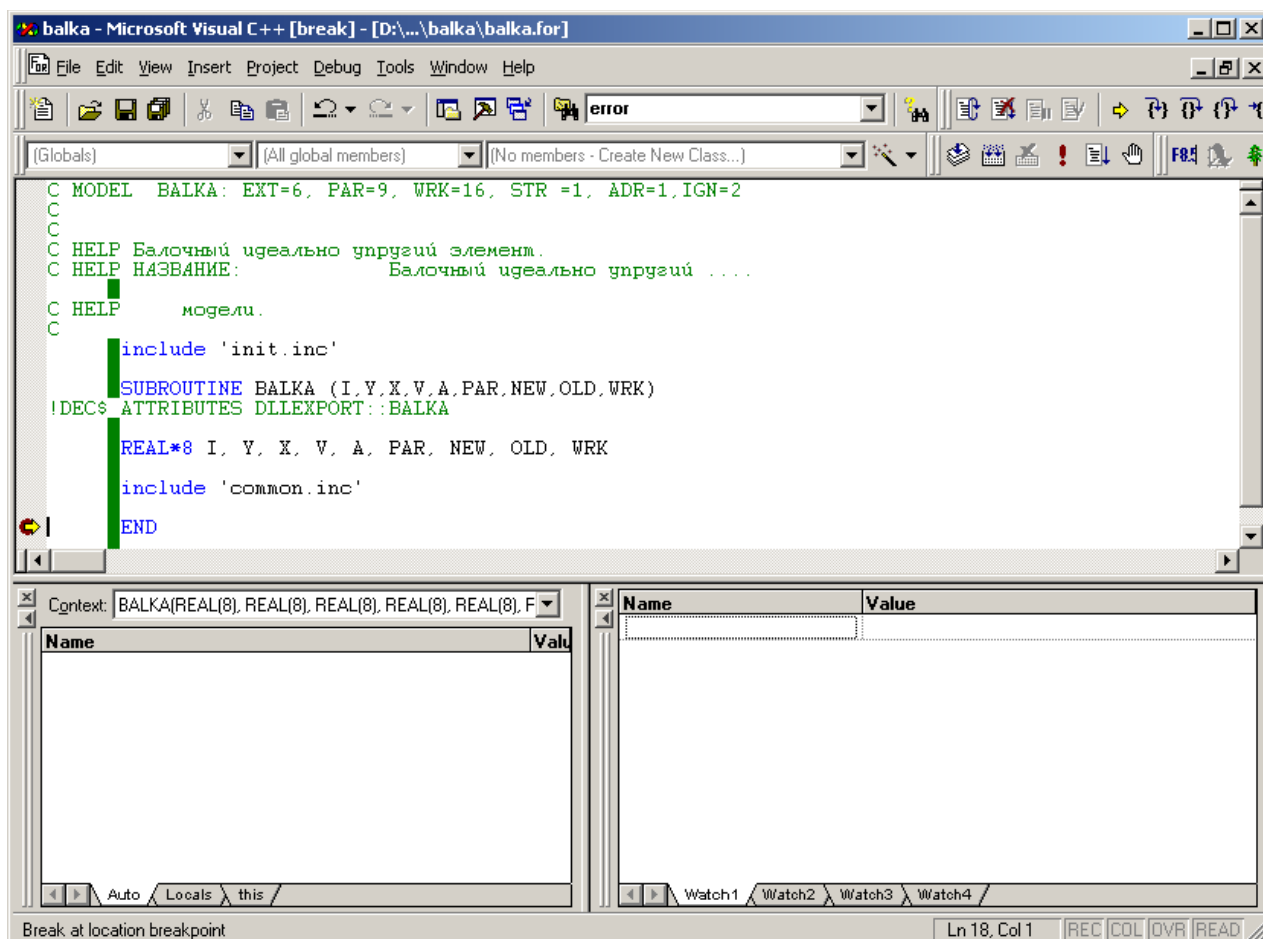 balka - Microsoft Visual C++ [break] - [D:\...\balka\balka.for]
File Edit View Insert Project Debug Tools Window Help
error
(Globals) (All global members) (No members - Create New Class...) F8.5
C MODEL BALKA: EXT=6, PAR=9, WRK=16, STR =1, ADR=1,IGN=2
C
C
C HELP Балочный идеально упругий элемент.
C HELP НАЗВАНИЕ: Балочный идеально упругий ....
C HELP модели.
C
include 'init.inc'
SUBROUTINE BALKA (I,Y,X,V,A,PAR,NEW,OLD,WRK)
!DEC$ ATTRIBUTES DLLEXPORT::BALKA
REAL*8 I, Y, X, V, A, PAR, NEW, OLD, WRK
include 'common.inc'
END
Context: BALKA(REAL(8), REAL(8), REAL(8), REAL(8), REAL(8), F
Name Valu
Name Value
Auto Locals this
Watch1 Watch2 Watch3 Watch4
Break at location breakpoint Ln 18, Col 1 REC COL OVR READ